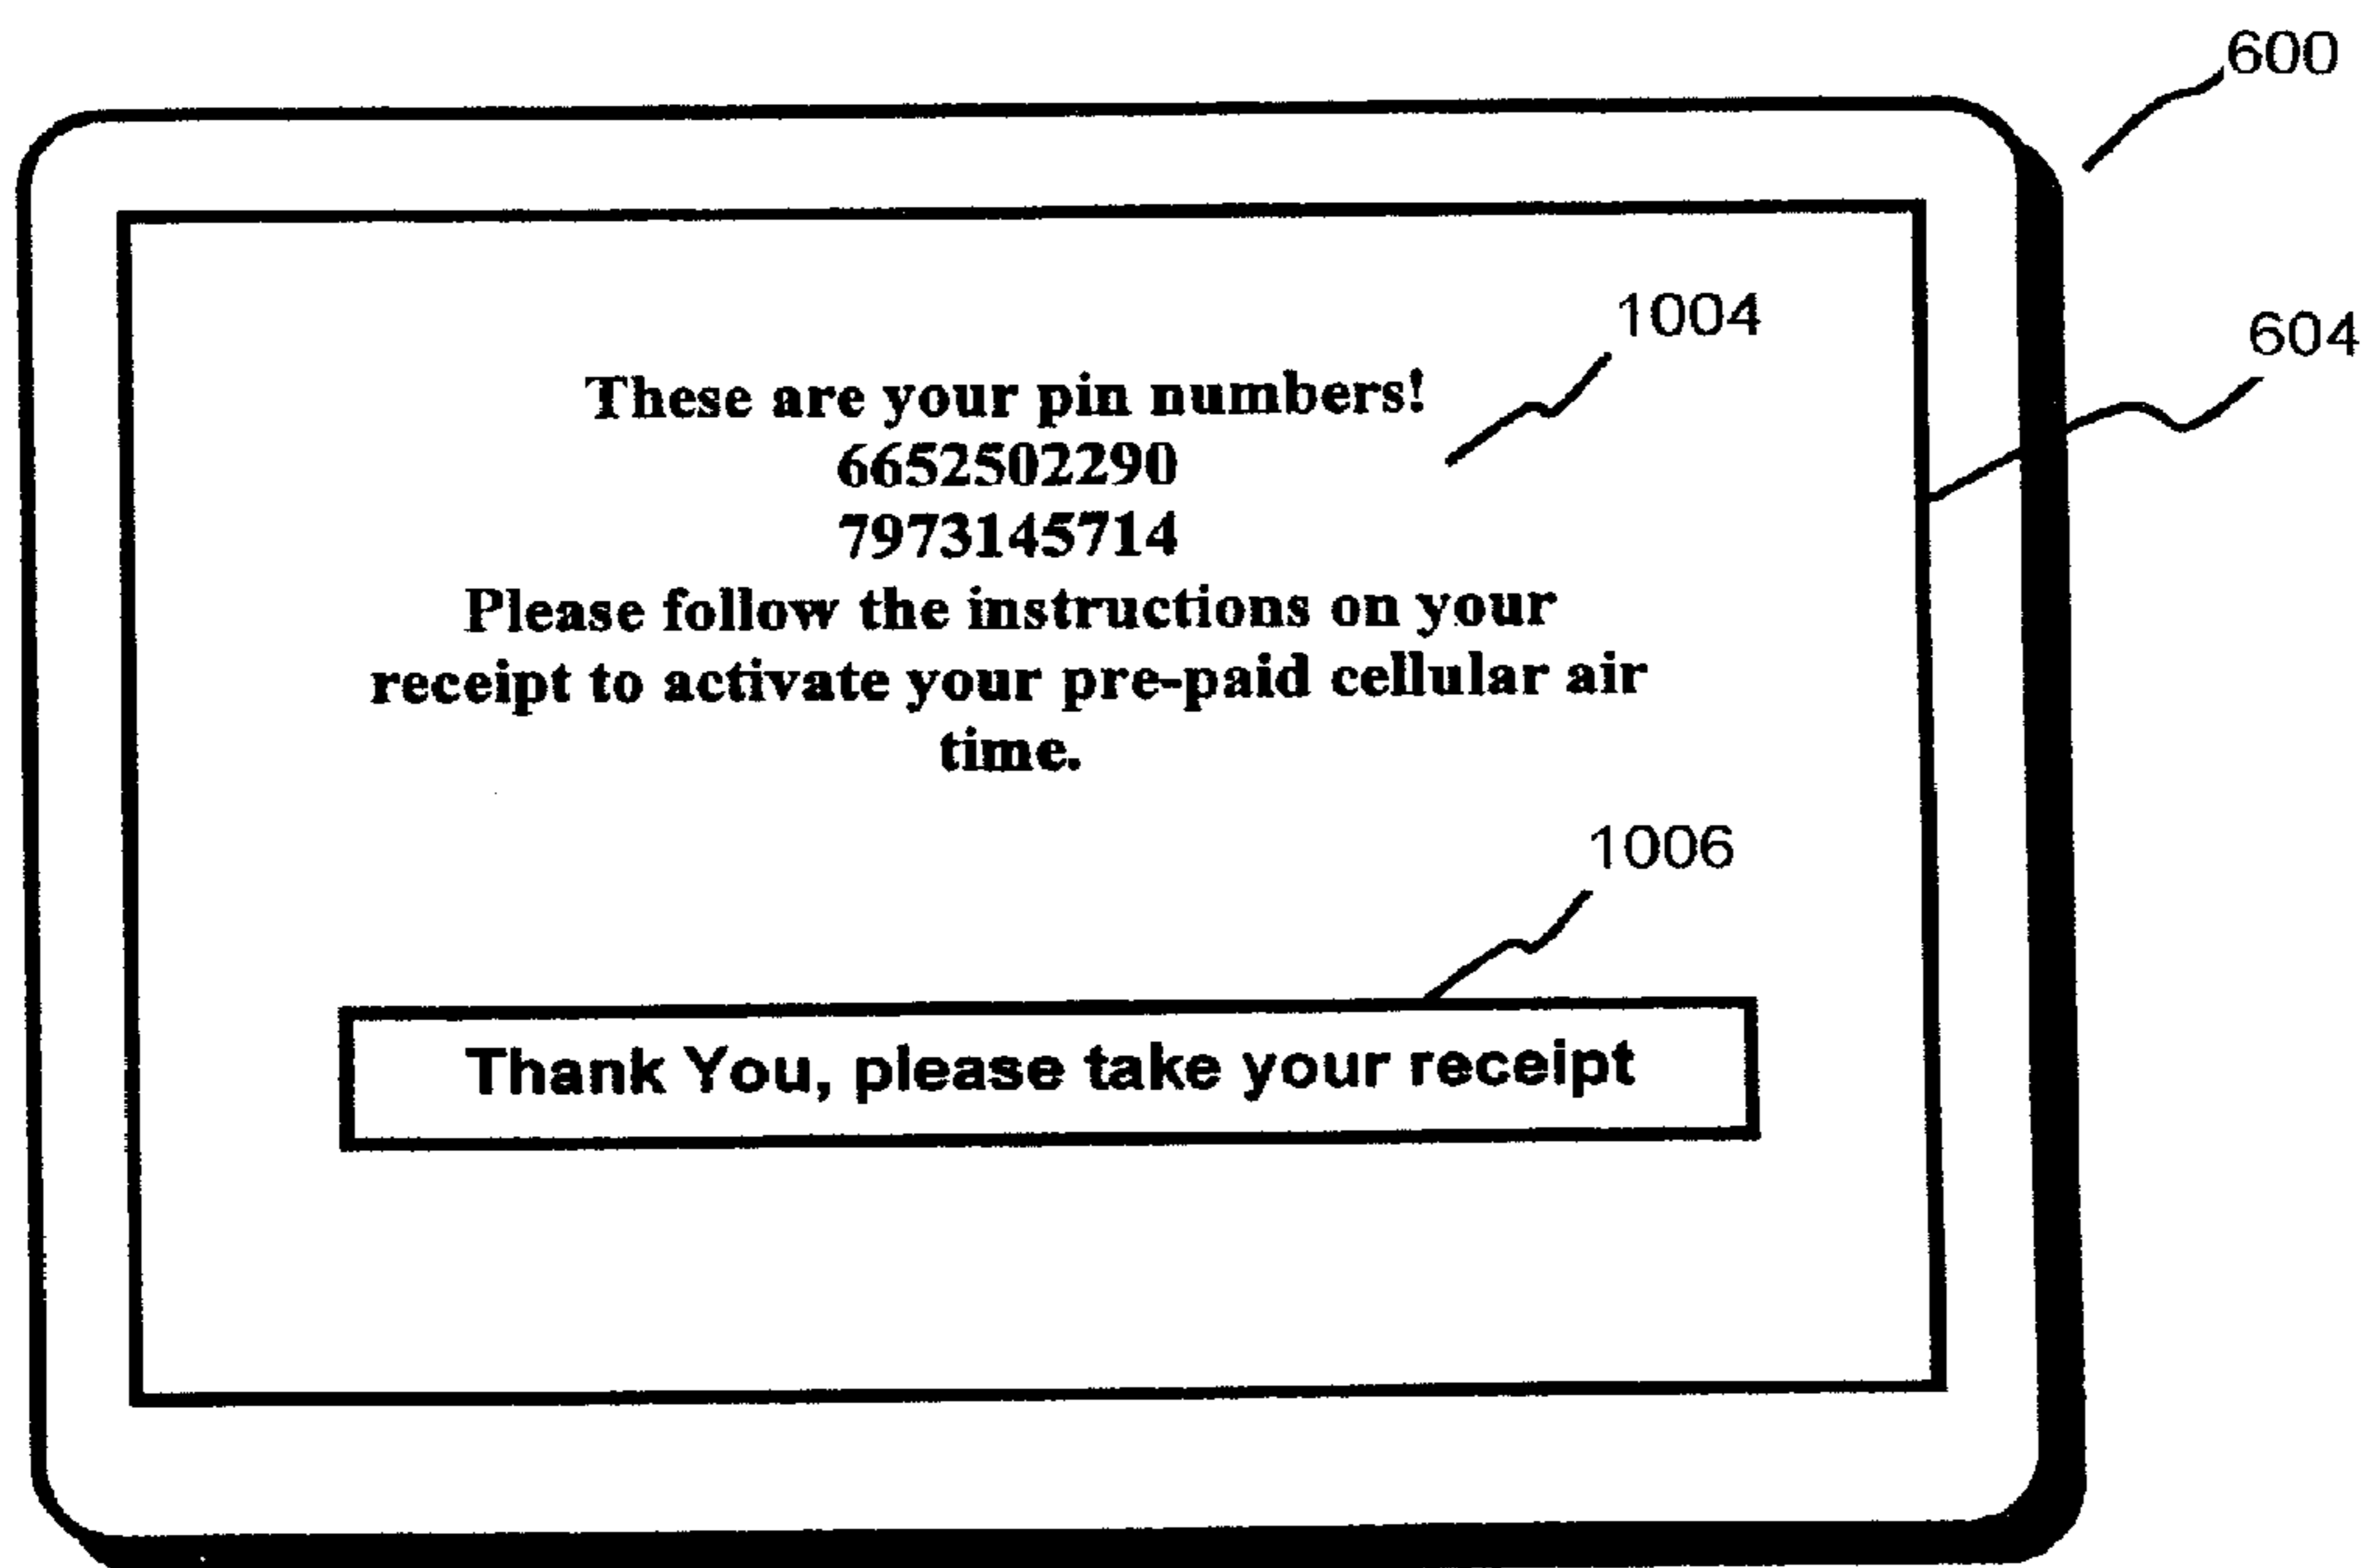 600
1004
604
These are your pin numbers!
6652502290
7973145714
Please follow the instructions on your
receipt to activate your pre-paid cellular air
time.
1006
Thank You, please take your receipt